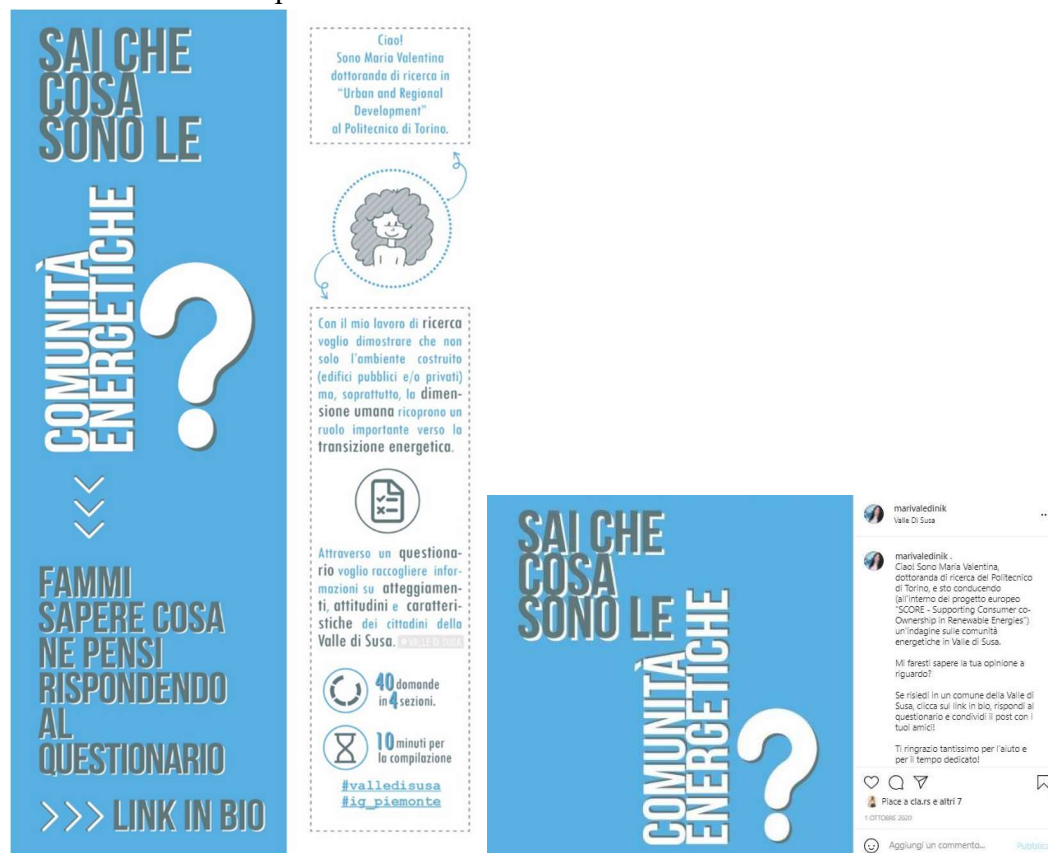 SAI CHE
COSA
SONO LE
COMUNITÀ
ENERGETICHE
?
FAMMI
SAPERE COSA
NE PENSI
RISPONDENDO
AL
QUESTIONARIO
>>> LINK IN BIO
Ciao!
Sono Maria Valentina
dottoranda di ricerca in
"Urban and Regional
Development"
al Politecnico di Torino.
Con il mio lavoro di ricerca
voglio dimostrare che non
solo l'ambiente costruito
(edifici pubblici e/o privati)
ma, soprattutto, la dimen-
sione umana ricoprono un
ruolo importante verso la
transizione energetica.
Attraverso un questiona-
rio voglio raccogliere infor-
mazioni su atteggiamen-
ti, attitudini e caratteri-
stiche dei cittadini della
Valle di Susa. VALLE DI SUSA
40 domande
in 4 sezioni.
10 minuti per
la compilazione
#valledisusa
#ig_piemonte
SAI CHE
COSA
SONO LE
COMUNITÀ
ENERGETICHE
?
marivaledinik
Valle Di Susa
...
marivaledinik .
Ciao! Sono Maria Valentina,
dottoranda di ricerca del Politecnico
di Torino, e sto conducendo
(all'interno del progetto europeo
"SCORE - Supporting Consumer co-
Ownership in Renewable Energies")
un'indagine sulle comunità
energetiche in Valle di Susa.
Mi faresti sapere la tua opinione a
riguardo?
Se risiedi in un comune della Valle di
Susa, clicca sul link in bio, rispondi al
questionario e condividi il post con i
tuoi amici!
Ti ringrazio tantissimo per l'aiuto e
per il tempo dedicato!
Piace a cla.rs e altri 7
1 OTTOBRE 2020
Aggiungi un commento...
Pubblica